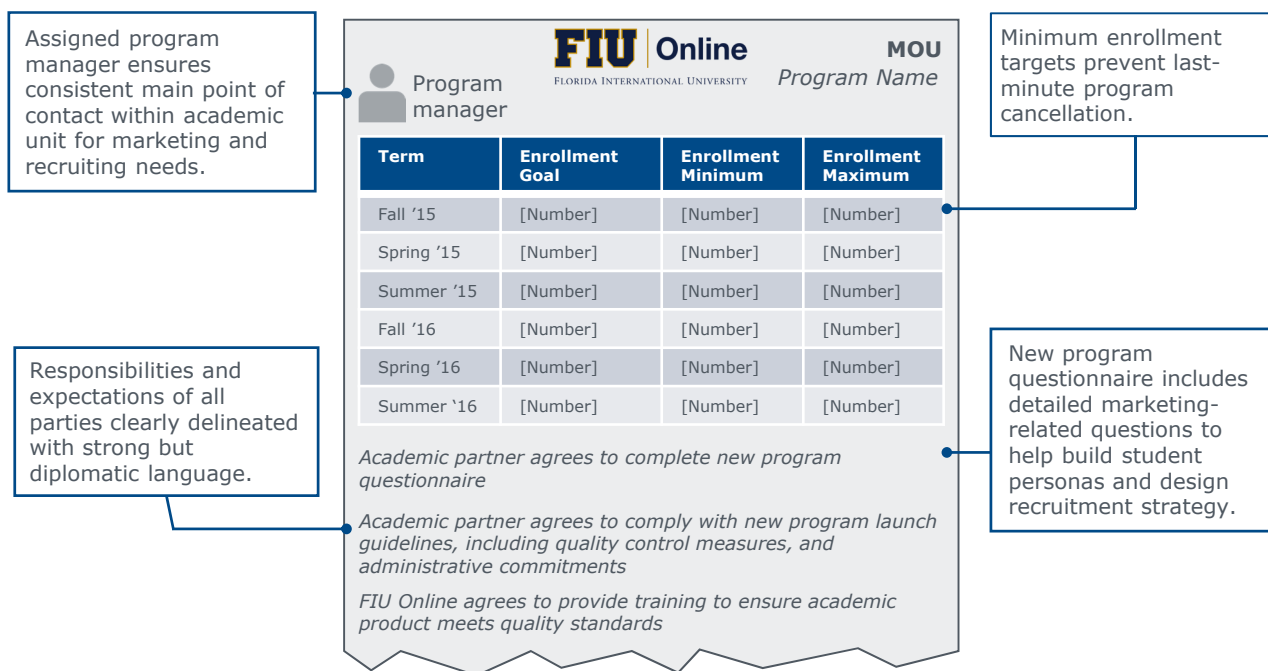 Assigned program
manager ensures
consistent main point of
contact within academic
unit for marketing and
recruiting needs.
FIU Online
FLORIDA INTERNATIONAL UNIVERSITY
MOU
Program Name
Program
manager
Minimum enrollment
targets prevent last-
minute program
cancellation.
Term Enrollment Goal Enrollment Minimum Enrollment Maximum
Fall ’15 [Number] [Number] [Number]
Spring ’15 [Number] [Number] [Number]
Summer ’15 [Number] [Number] [Number]
Fall ’16 [Number] [Number] [Number]
Spring ’16 [Number] [Number] [Number]
Summer ‘16 [Number] [Number] [Number]
Responsibilities and
expectations of all
parties clearly delineated
with strong but
diplomatic language.
New program
questionnaire includes
detailed marketing-
related questions to
help build student
personas and design
recruitment strategy.
Academic partner agrees to complete new program
questionnaire
Academic partner agrees to comply with new program launch
guidelines, including quality control measures, and
administrative commitments
FIU Online agrees to provide training to ensure academic
product meets quality standards